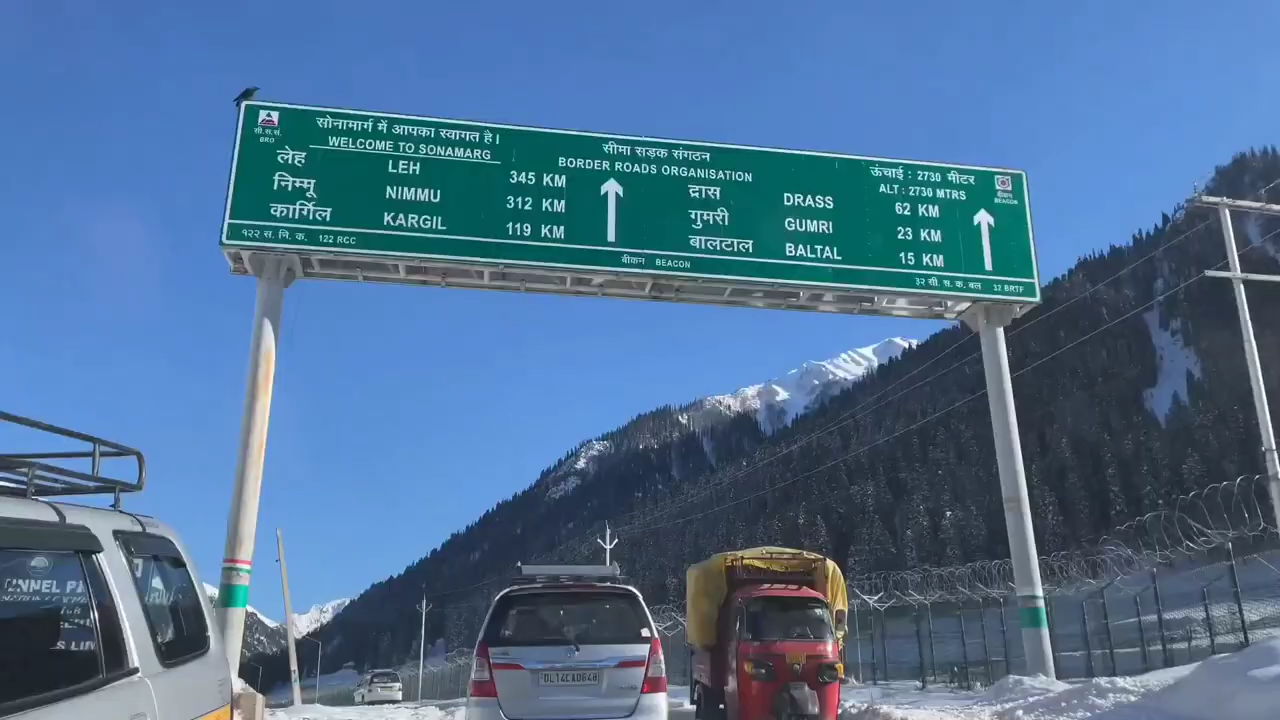 सी.स.सं.
BRO
सोनामार्ग में आपका स्वागत है।
WELCOME TO SONAMARG
लेह LEH 345 KM
निम्मू NIMMU 312 KM
कार्गिल KARGIL 119 KM
१२२ स. नि. क. 122 RCC
सीमा सड़क संगठन
BORDER ROADS ORGANISATION
ऊंचाई : 2730 मीटर
ALT : 2730 MTRS
बीकन
BEACON
द्रास DRASS 62 KM
गुमरी GUMRI 23 KM
बालटाल BALTAL 15 KM
बीकन BEACON
३२ सी. स. क. बल 32 BRTF
DL14CA0648